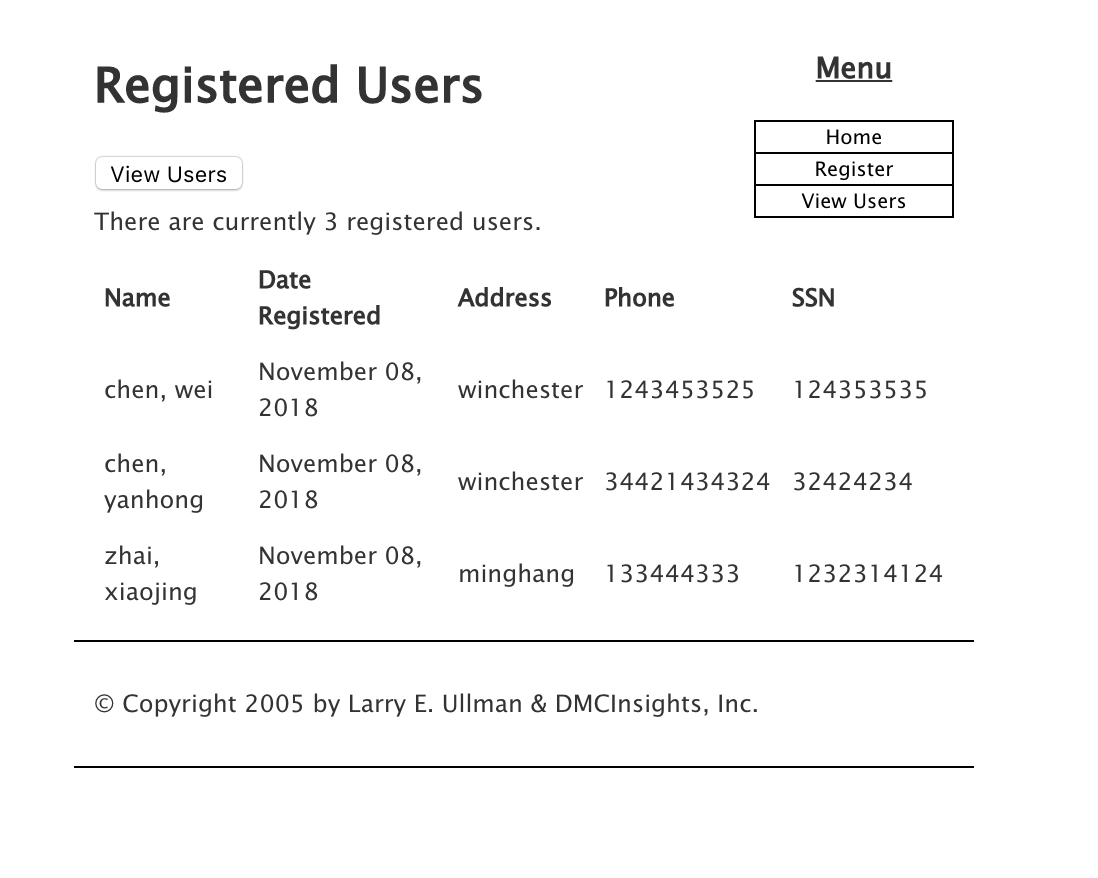 Registered Users
Menu
Home
Register
View Users
View Users
There are currently 3 registered users.
Name Date Registered Address Phone SSN
chen, wei November 08, 2018 winchester 1243453525 124353535
chen, yanhong November 08, 2018 winchester 34421434324 32424234
zhai, xiaojing November 08, 2018 minghang 133444333 1232314124
© Copyright 2005 by Larry E. Ullman & DMCInsights, Inc.